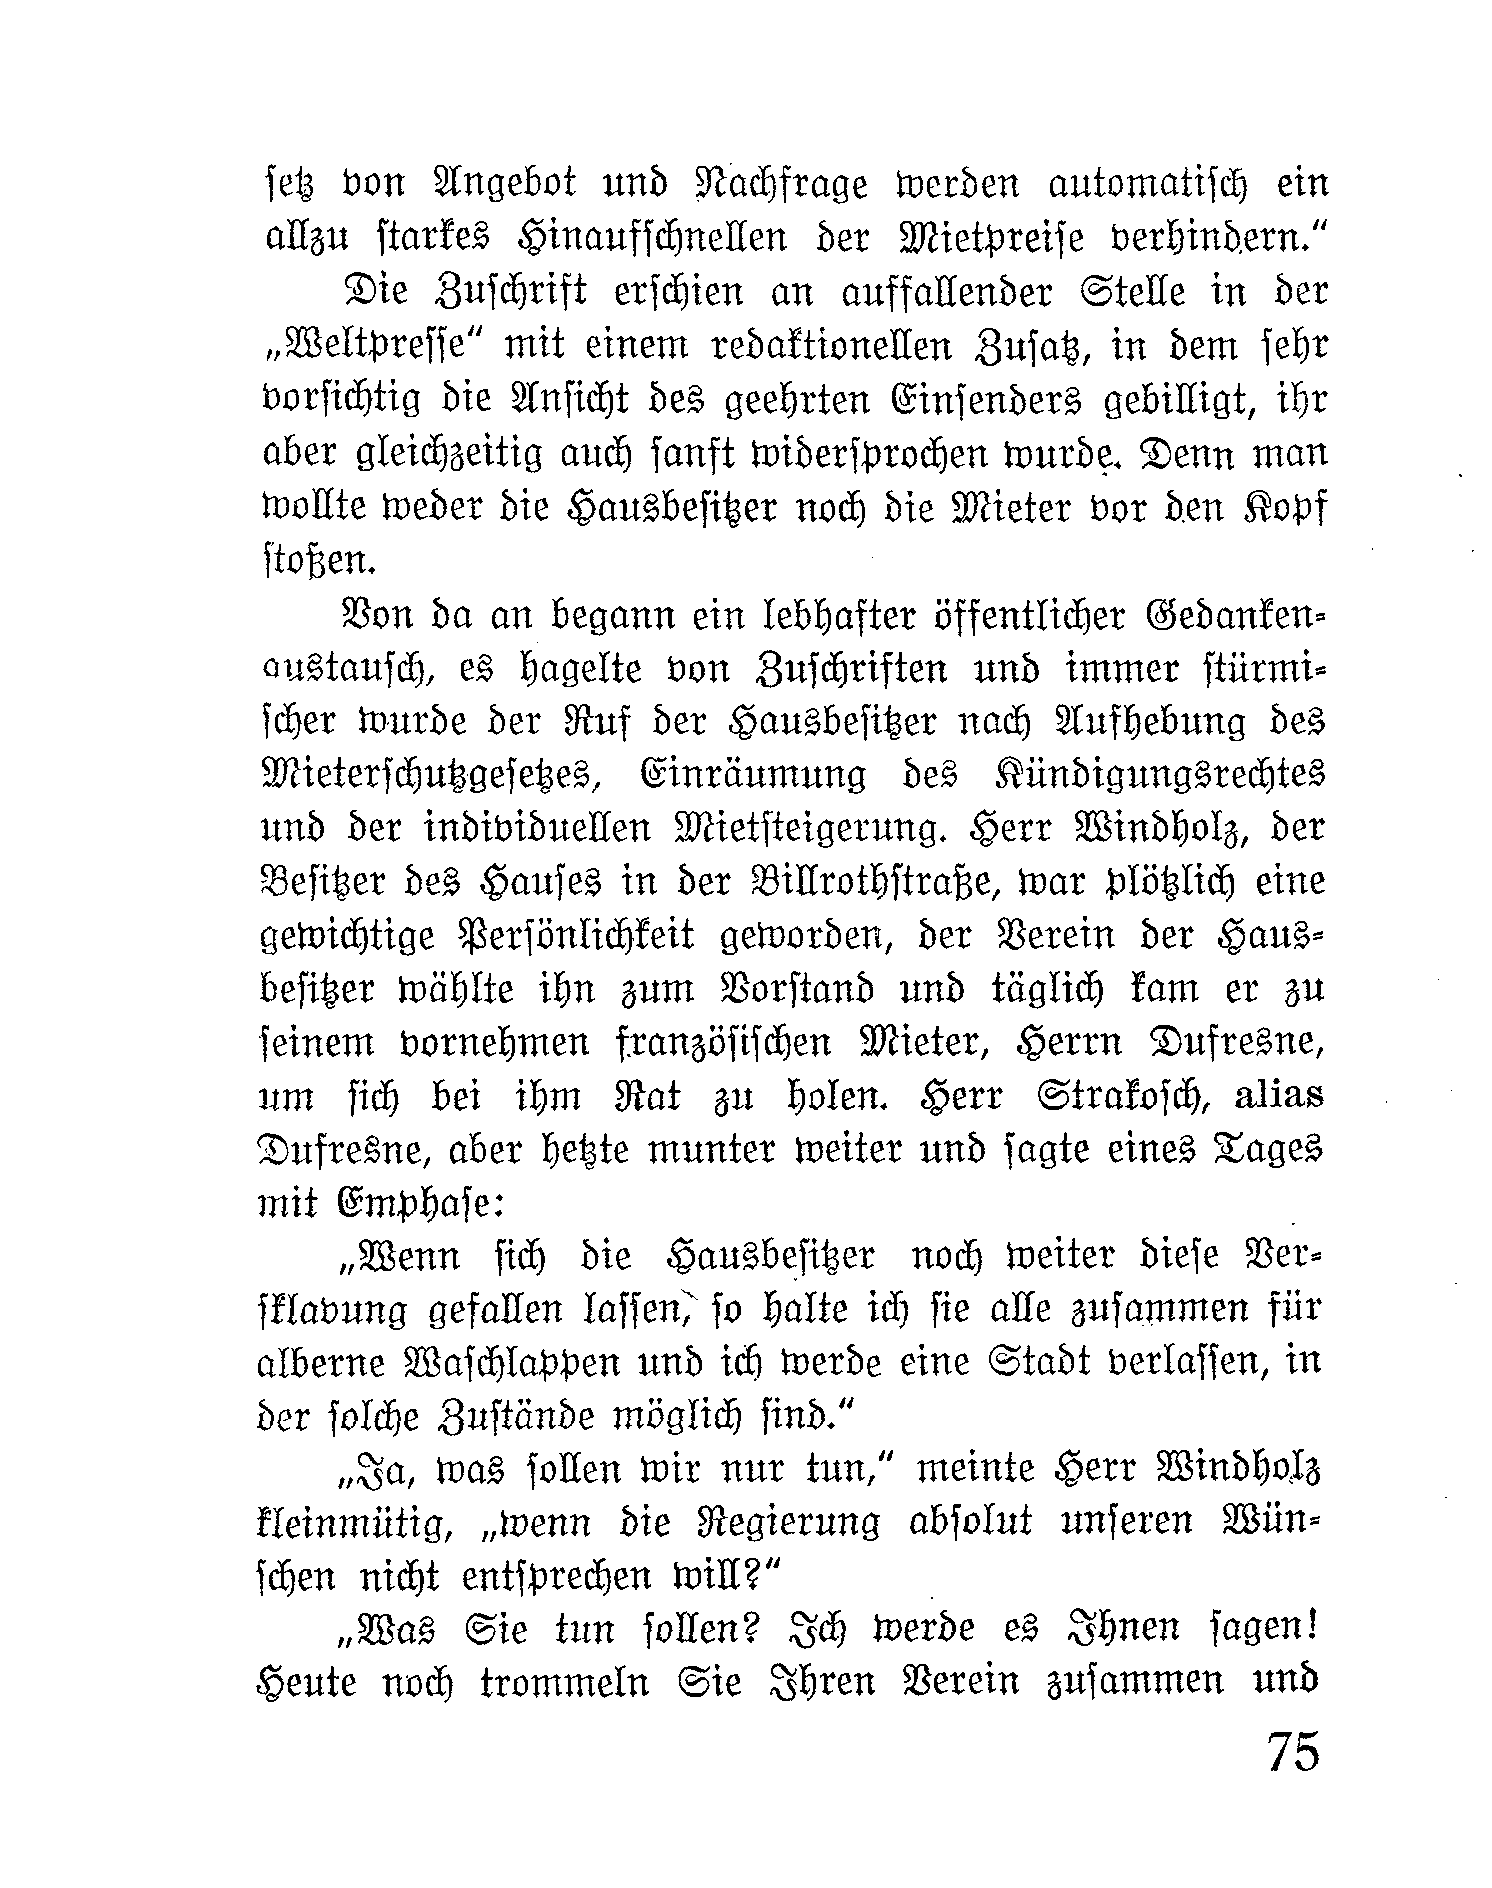 ſetz von Angebot und Nachfrage werden automatiſch ein
allzu ſtarkes Hinaufſchnellen der Mietpreiſe verhindern.“
Die Zuſchrift erſchien an auffallender Stelle in der
„Weltpreſſe“ mit einem redaktionellen Zuſatz, in dem ſehr
vorſichtig die Anſicht des geehrten Einſenders gebilligt, ihr
aber gleichzeitig auch ſanft widerſprochen wurde. Denn man
wollte weder die Hausbeſitzer noch die Mieter vor den Kopf
ſtoßen.
Von da an begann ein lebhafter öffentlicher Gedanken-
austauſch, es hagelte von Zuſchriften und immer ſtürmi-
ſcher wurde der Ruf der Hausbeſitzer nach Aufhebung des
Mieterſchutzgeſetzes, Einräumung des Kündigungsrechtes
und der individuellen Mietſteigerung. Herr Windholz, der
Beſitzer des Hauſes in der Billrothſtraße, war plötzlich eine
gewichtige Perſönlichkeit geworden, der Verein der Haus-
beſitzer wählte ihn zum Vorſtand und täglich kam er zu
ſeinem vornehmen franzöſiſchen Mieter, Herrn Dufresne,
um ſich bei ihm Rat zu holen. Herr Strakoſch, alias
Dufresne, aber hetzte munter weiter und ſagte eines Tages
mit Emphaſe:
„Wenn ſich die Hausbeſitzer noch weiter dieſe Ver-
ſklavung gefallen laſſen, ſo halte ich ſie alle zuſammen für
alberne Waſchlappen und ich werde eine Stadt verlaſſen, in
der ſolche Zuſtände möglich ſind.“
„Ja, was ſollen wir nur tun,“ meinte Herr Windholz
kleinmütig, „wenn die Regierung abſolut unſeren Wün-
ſchen nicht entſprechen will?“
„Was Sie tun ſollen? Ich werde es Ihnen ſagen!
Heute noch trommeln Sie Ihren Verein zuſammen und
75